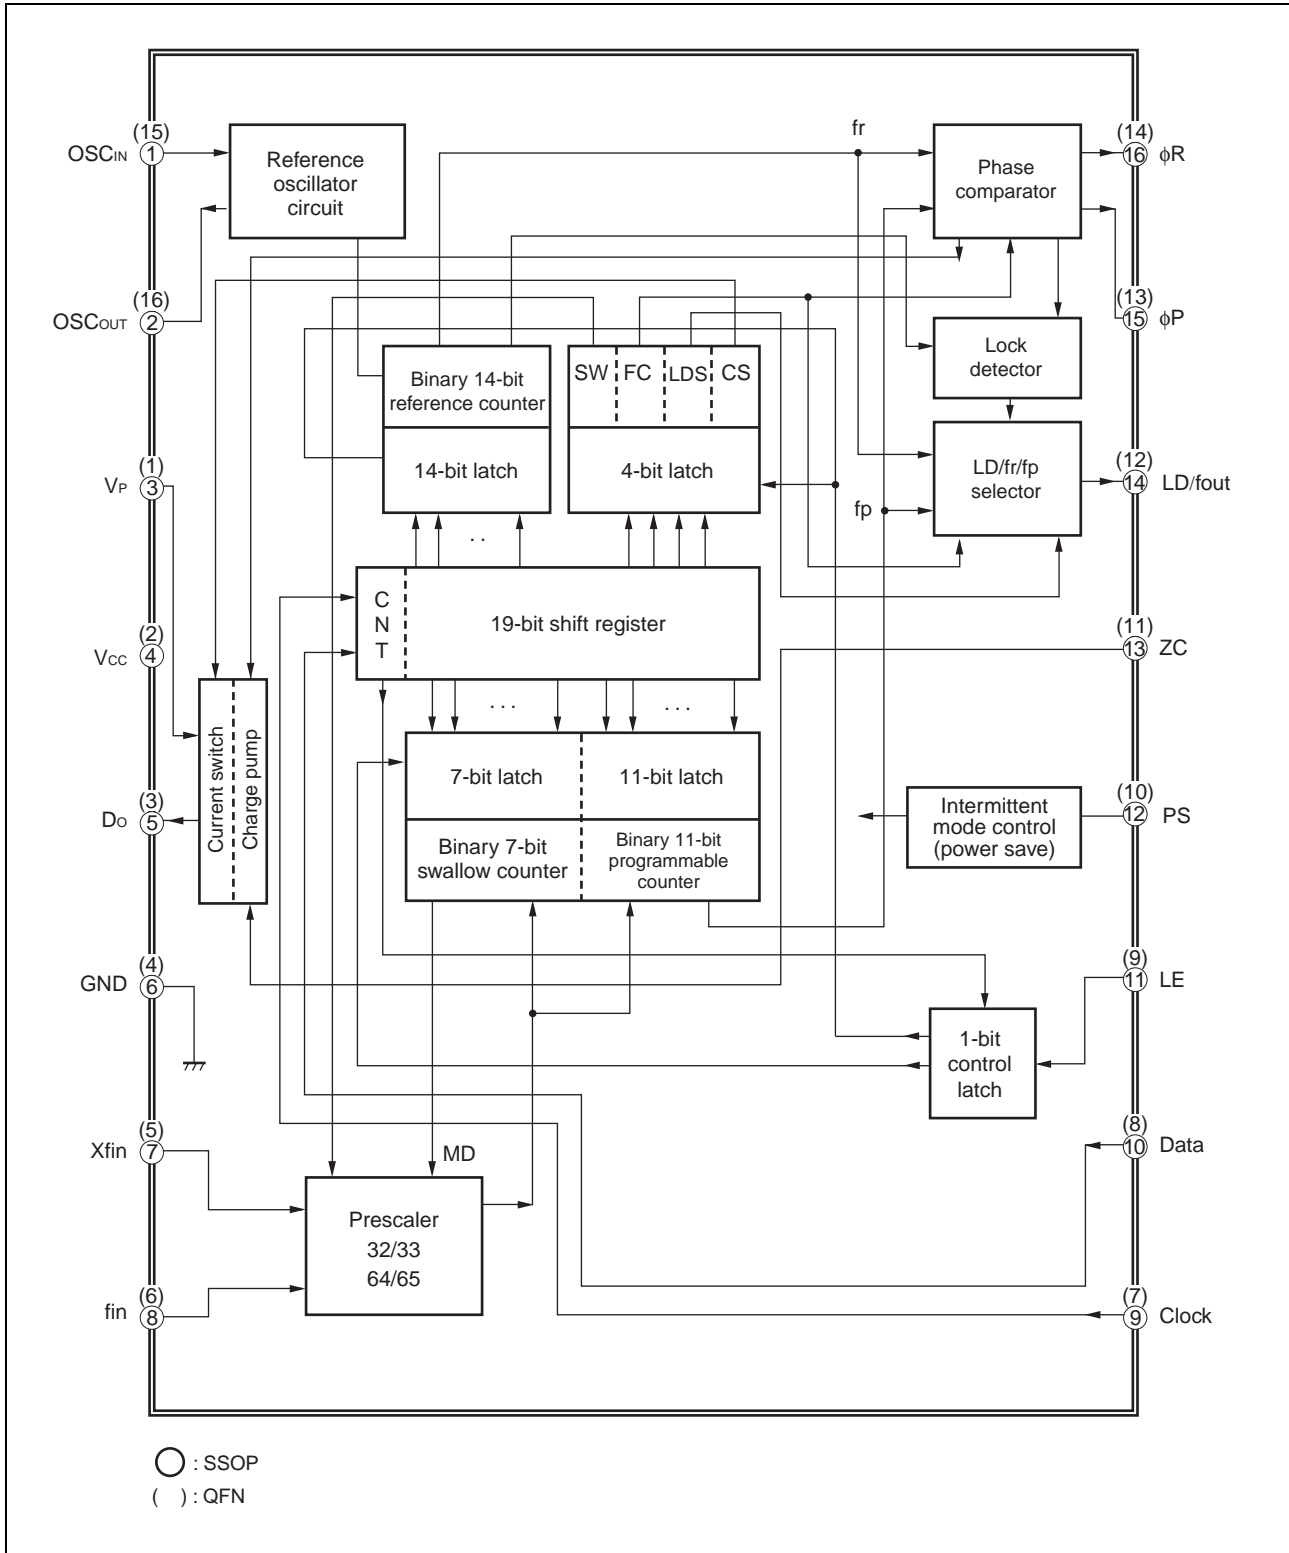 (15)
OSCIN 1
Reference
oscillator
circuit
fr
Phase
comparator
(14)
16 ϕR
(16)
OSCOUT 2
(13)
15 ϕP
Lock
detector
Binary 14-bit
reference counter
14-bit latch
SW FC LDS CS
4-bit latch
LD/fr/fp
selector
fp
(12)
14 LD/fout
(1)
VP 3
. .
C
N
T
19-bit shift register
(2)
VCC 4
(11)
13 ZC
. . .
. . .
Current switch
Charge pump
7-bit latch
11-bit latch
Binary 7-bit
swallow counter
Binary 11-bit
programmable
counter
(3)
DO 5
Intermittent
mode control
(power save)
(10)
12 PS
(4)
GND 6
(9)
11 LE
1-bit
control
latch
(5)
Xfin 7
MD
(8)
10 Data
Prescaler
32/33
64/65
(6)
fin 8
(7)
9 Clock
: SSOP
( ) : QFN